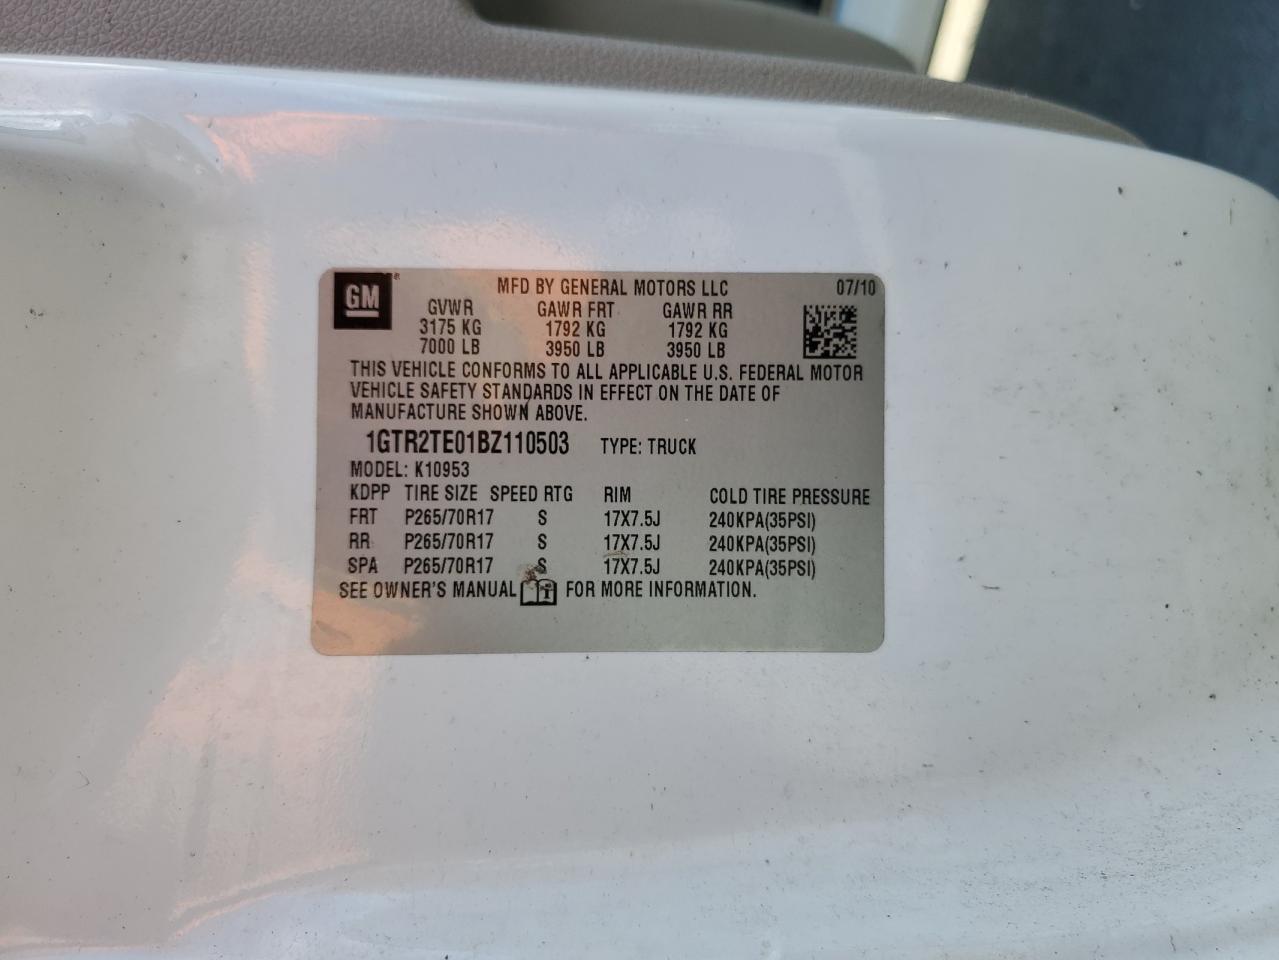 GM® MFD BY GENERAL MOTORS LLC 07/10
GVWR GAWR FRT GAWR RR
3175 KG 1792 KG 1792 KG
7000 LB 3950 LB 3950 LB
THIS VEHICLE CONFORMS TO ALL APPLICABLE U.S. FEDERAL MOTOR
VEHICLE SAFETY STANDARDS IN EFFECT ON THE DATE OF
MANUFACTURE SHOWN ABOVE.
1GTR2TE01BZ110503 TYPE: TRUCK
MODEL: K10953
KDPP TIRE SIZE SPEED RTG RIM COLD TIRE PRESSURE
FRT P265/70R17 S 17X7.5J 240KPA(35PSI)
RR P265/70R17 S 17X7.5J 240KPA(35PSI)
SPA P265/70R17 S 17X7.5J 240KPA(35PSI)
SEE OWNER'S MANUAL i FOR MORE INFORMATION.